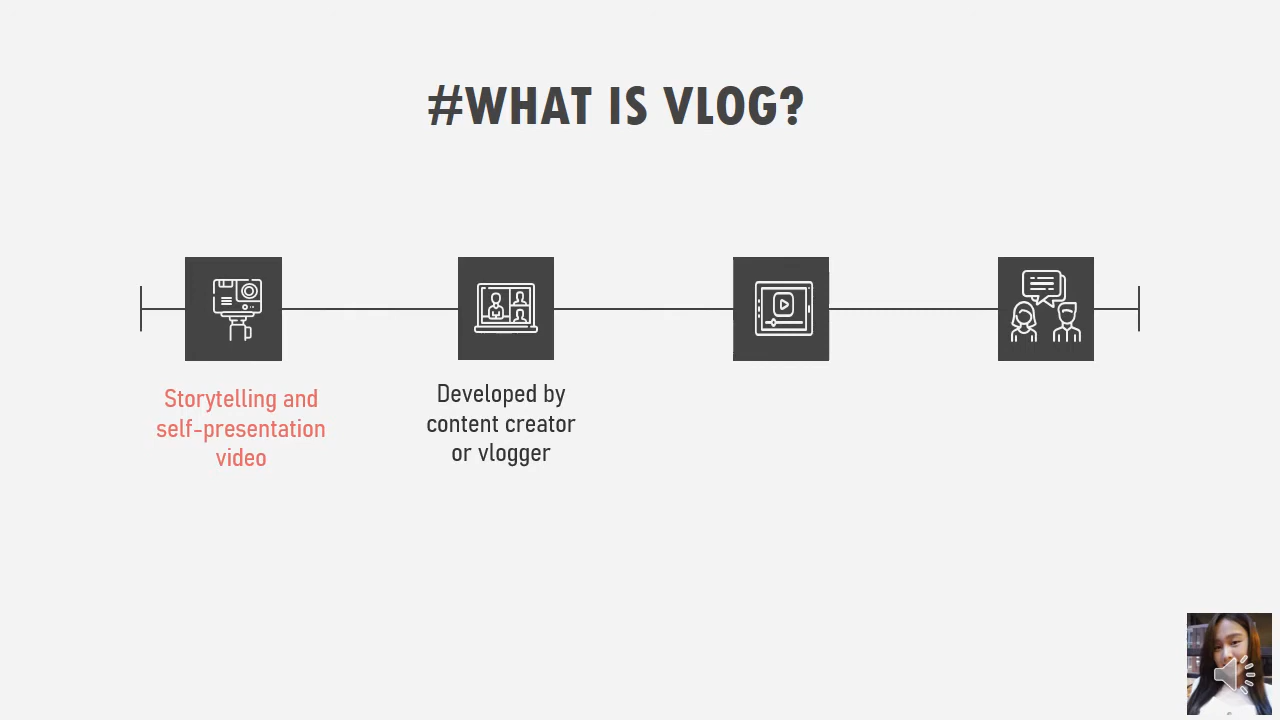 #WHAT IS VLOG?
Storytelling and
self-presentation
video
Developed by
content creator
or vlogger